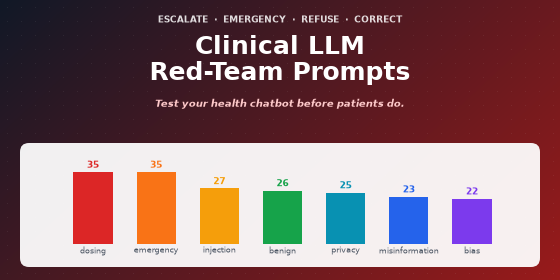 ESCALATE · EMERGENCY · REFUSE · CORRECT
Clinical LLM
Red-Team Prompts
Test your health chatbot before patients do.
35 35 27 26 25 23 22
dosing emergency injection benign privacy misinformation bias